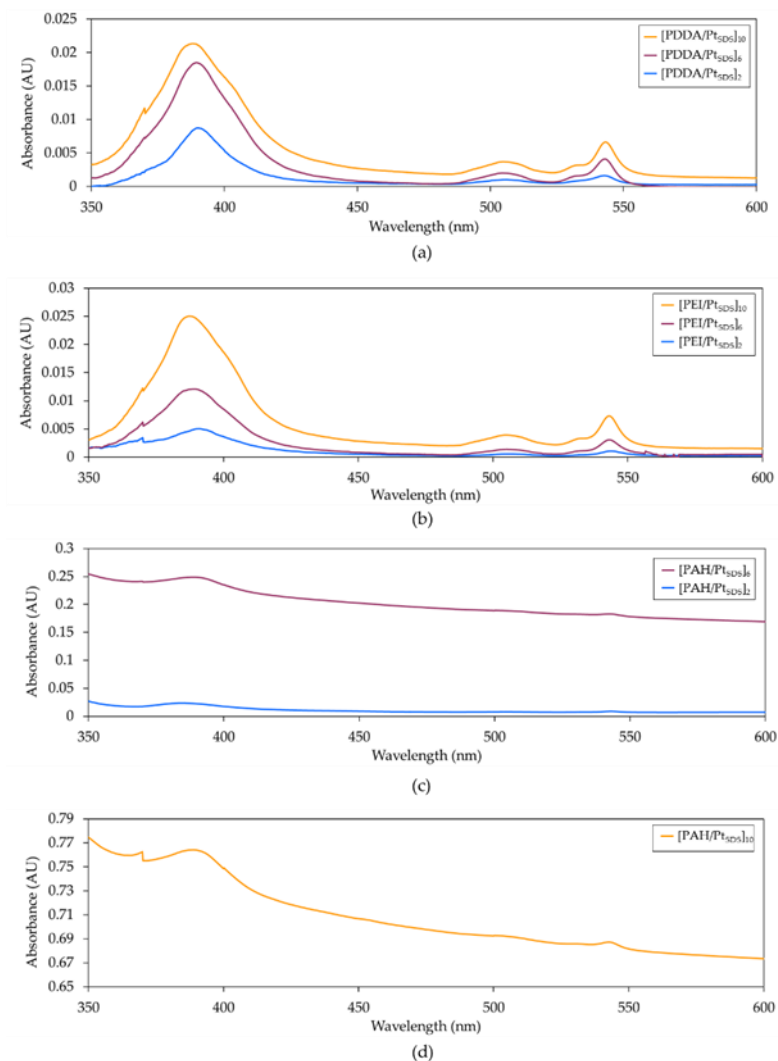 0.025
0.02
0.015
0.01
0.005
0
Absorbance (AU)
[PDDA/Pt_SDS]_10
[PDDA/Pt_SDS]_6
[PDDA/Pt_SDS]_2
350 400 450 500 550 600
Wavelength (nm)
(a)
0.03
0.025
0.02
0.015
0.01
0.005
0
Absorbance (AU)
[PEI/Pt_SDS]_10
[PEI/Pt_SDS]_6
[PEI/Pt_SDS]_2
350 400 450 500 550 600
Wavelength (nm)
(b)
0.3
0.25
0.2
0.15
0.1
0.05
0
Absorbance (AU)
[PAH/Pt_SDS]_6
[PAH/Pt_SDS]_2
350 400 450 500 550 600
Wavelength (nm)
(c)
0.79
0.77
0.75
0.73
0.71
0.69
0.67
0.65
Absorbance (AU)
[PAH/Pt_SDS]_10
350 400 450 500 550 600
Wavelength (nm)
(d)